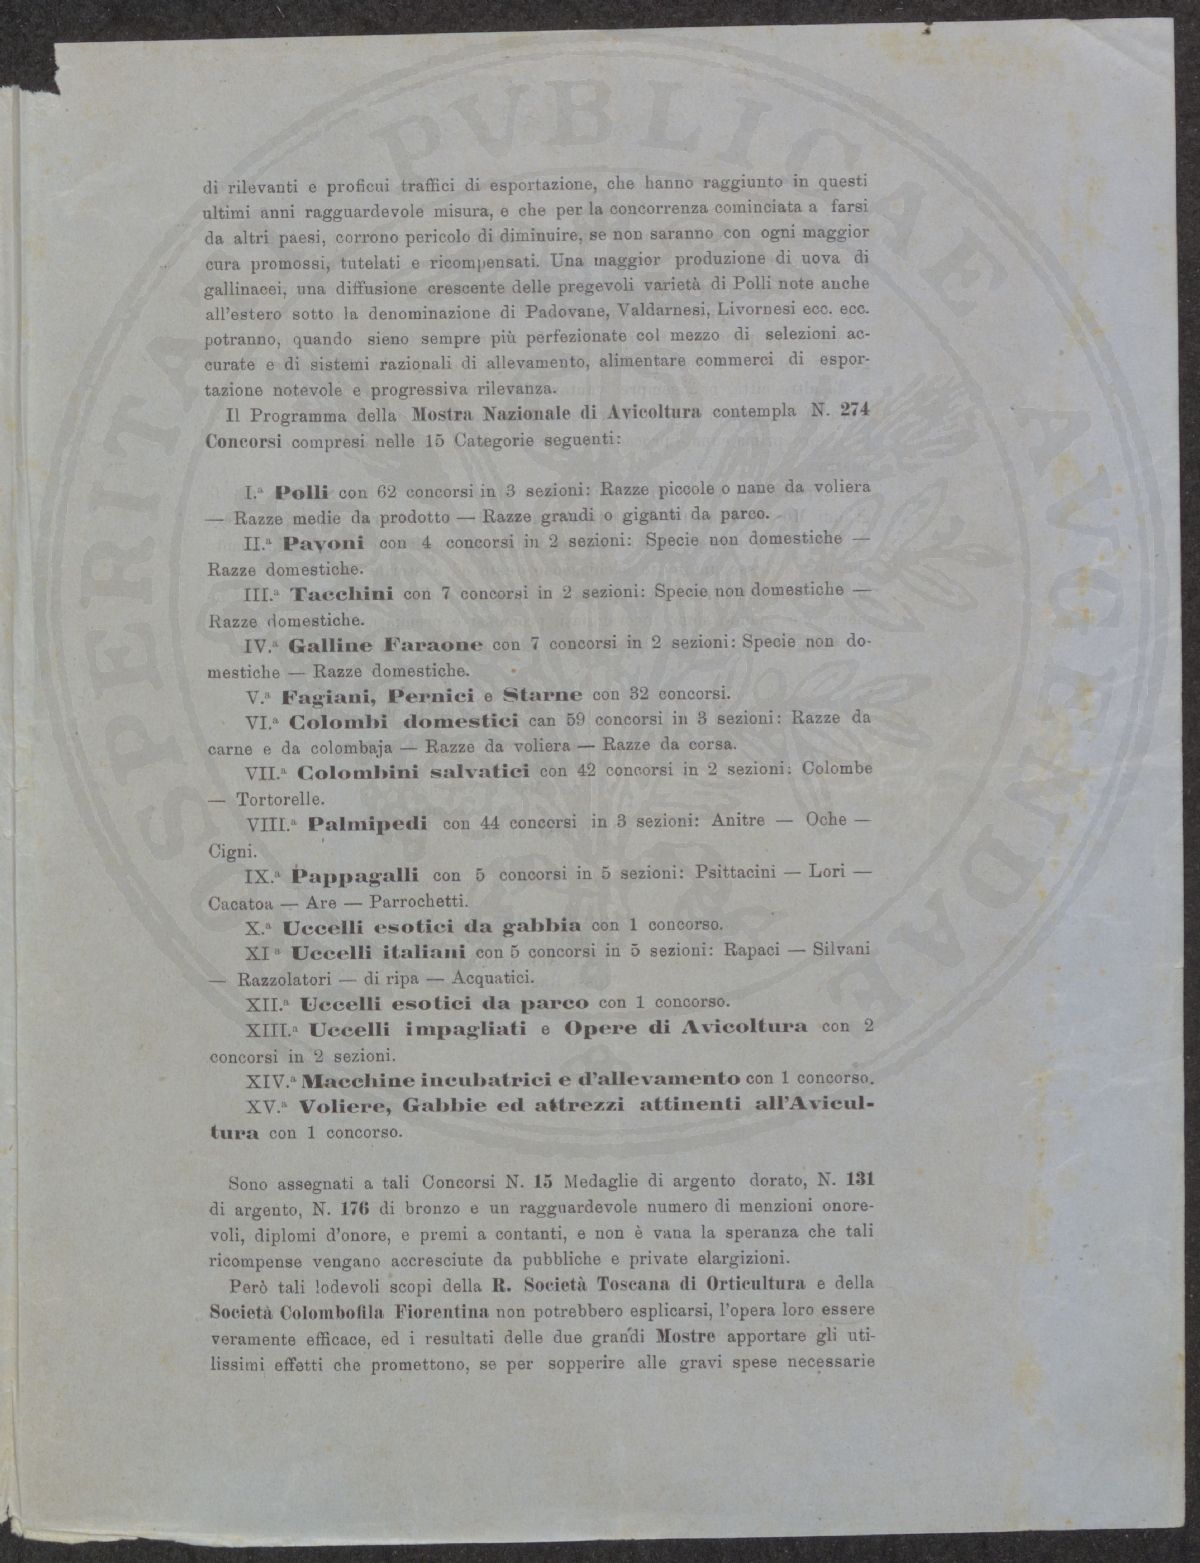 di rilevanti e proficui traffici di esportazione, che hanno raggiunto in questi
ultimi anni ragguardevole misura, e che per la concorrenza cominciata a farsi
da altri paesi, corrono pericolo di diminuire, se non saranno con ogni maggior
cura promossi, tutelati e ricompensati. Una maggior produzione di uova di
gallinacei, una diffusione crescente delle pregevoli varietà di Polli note anche
all'estero sotto la denominazione di Padovane, Valdarnesi, Livornesi ecc. ecc.
potranno, quando sieno sempre più perfezionate col mezzo di selezioni ac-
curate e di sistemi razionali di allevamento, alimentare commerci di espor-
tazione notevole e progressiva rilevanza.
Il Programma della Mostra Nazionale di Avicoltura contempla N. 274
Concorsi compresi nelle 15 Categorie seguenti:
I.ª Polli con 62 concorsi in 3 sezioni: Razze piccole o nane da voliera
— Razze medie da prodotto — Razze grandi o giganti da parco.
II.ª Pavoni con 4 concorsi in 2 sezioni: Specie non domestiche —
Razze domestiche.
III.ª Tacchini con 7 concorsi in 2 sezioni: Specie non domestiche —
Razze domestiche.
IV.ª Galline Faraone con 7 concorsi in 2 sezioni: Specie non do-
mestiche — Razze domestiche.
V.ª Fagiani, Pernici e Starne con 32 concorsi.
VI.ª Colombi domestici can 59 concorsi in 3 sezioni: Razze da
carne e da colombaja — Razze da voliera — Razze da corsa.
VII.ª Colombini salvatici con 42 concorsi in 2 sezioni: Colombe
— Tortorelle.
VIII.ª Palmipedi con 44 concorsi in 3 sezioni: Anitre — Oche —
Cigni.
IX.ª Pappagalli con 5 concorsi in 5 sezioni: Psittacini — Lori —
Cacatoa — Are — Parrochetti.
X.ª Uccelli esotici da gabbia con 1 concorso.
XIª Uccelli italiani con 5 concorsi in 5 sezioni: Rapaci — Silvani
— Razzolatori — di ripa — Acquatici.
XII.ª Uccelli esotici da parco con 1 concorso.
XIII.ª Uccelli impagliati e Opere di Avicoltura con 2
concorsi in 2 sezioni.
XIV.ª Macchine incubatrici e d'allevamento con 1 concorso.
XV.ª Voliere, Gabbie ed attrezzi attinenti all'Avicul-
tura con 1 concorso.
Sono assegnati a tali Concorsi N. 15 Medaglie di argento dorato, N. 131
di argento, N. 176 di bronzo e un ragguardevole numero di menzioni onore-
voli, diplomi d'onore, e premi a contanti, e non è vana la speranza che tali
ricompense vengano accresciute da pubbliche e private elargizioni.
Però tali lodevoli scopi della R. Società Toscana di Orticultura e della
Società Colombofila Fiorentina non potrebbero esplicarsi, l'opera loro essere
veramente efficace, ed i resultati delle due grandi Mostre apportare gli uti-
lissimi effetti che promettono, se per sopperire alle gravi spese necessarie
SPERITAS PVBLICAE AVGENDAE